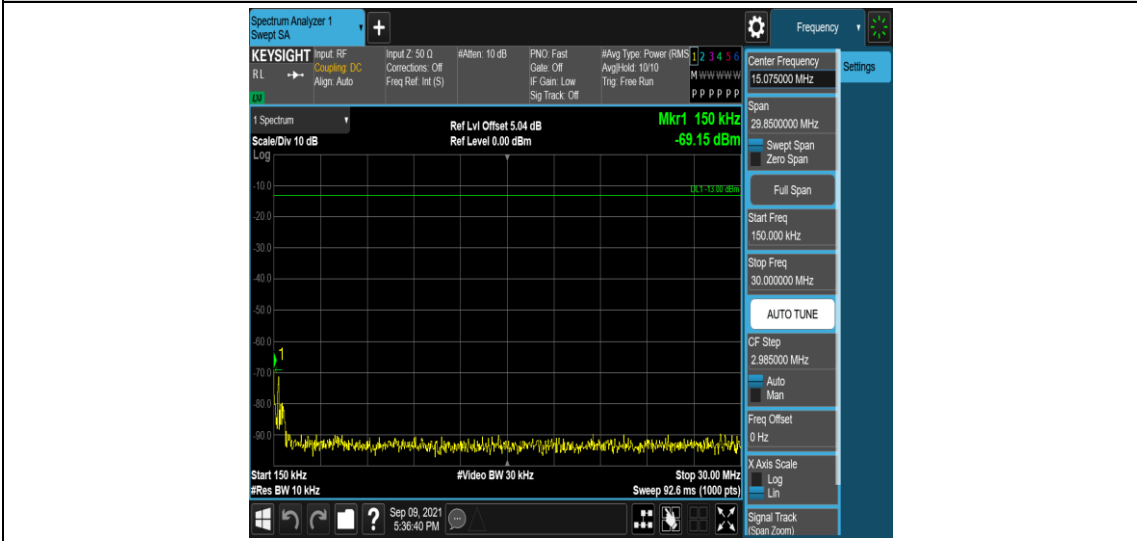 Spectrum Analyzer 1
Swept SA
+
Frequency
KEYSIGHT
RL
LM
Input: RF
Coupling: DC
Align: Auto
Input Z: 50 Ω
Corrections: Off
Freq Ref: Int (S)
#Atten: 10 dB
PNO: Fast
Gate: Off
IF Gain: Low
Sig Track: Off
#Avg Type: Power (RMS
Avg|Hold: 10/10
Trig: Free Run
1 2 3 4 5 6
M W W W W W
P P P P P P
1 Spectrum
Scale/Div 10 dB
Log
Ref Lvl Offset 5.04 dB
Ref Level 0.00 dBm
Mkr1 150 kHz
-69.15 dBm
DL1 -13.00 dBm
-10.0
-20.0
-30.0
-40.0
-50.0
-60.0
-70.0
-80.0
-90.0
1
Start 150 kHz
#Res BW 10 kHz
#Video BW 30 kHz
Stop 30.00 MHz
Sweep 92.6 ms (1000 pts)
?
Sep 09, 2021
5:36:40 PM
Center Frequency
15.075000 MHz
Settings
Span
29.8500000 MHz
Swept Span
Zero Span
Full Span
Start Freq
150.000 kHz
Stop Freq
30.000000 MHz
AUTO TUNE
CF Step
2.985000 MHz
Auto
Man
Freq Offset
0 Hz
X Axis Scale
Log
Lin
Signal Track
(Span Zoom)